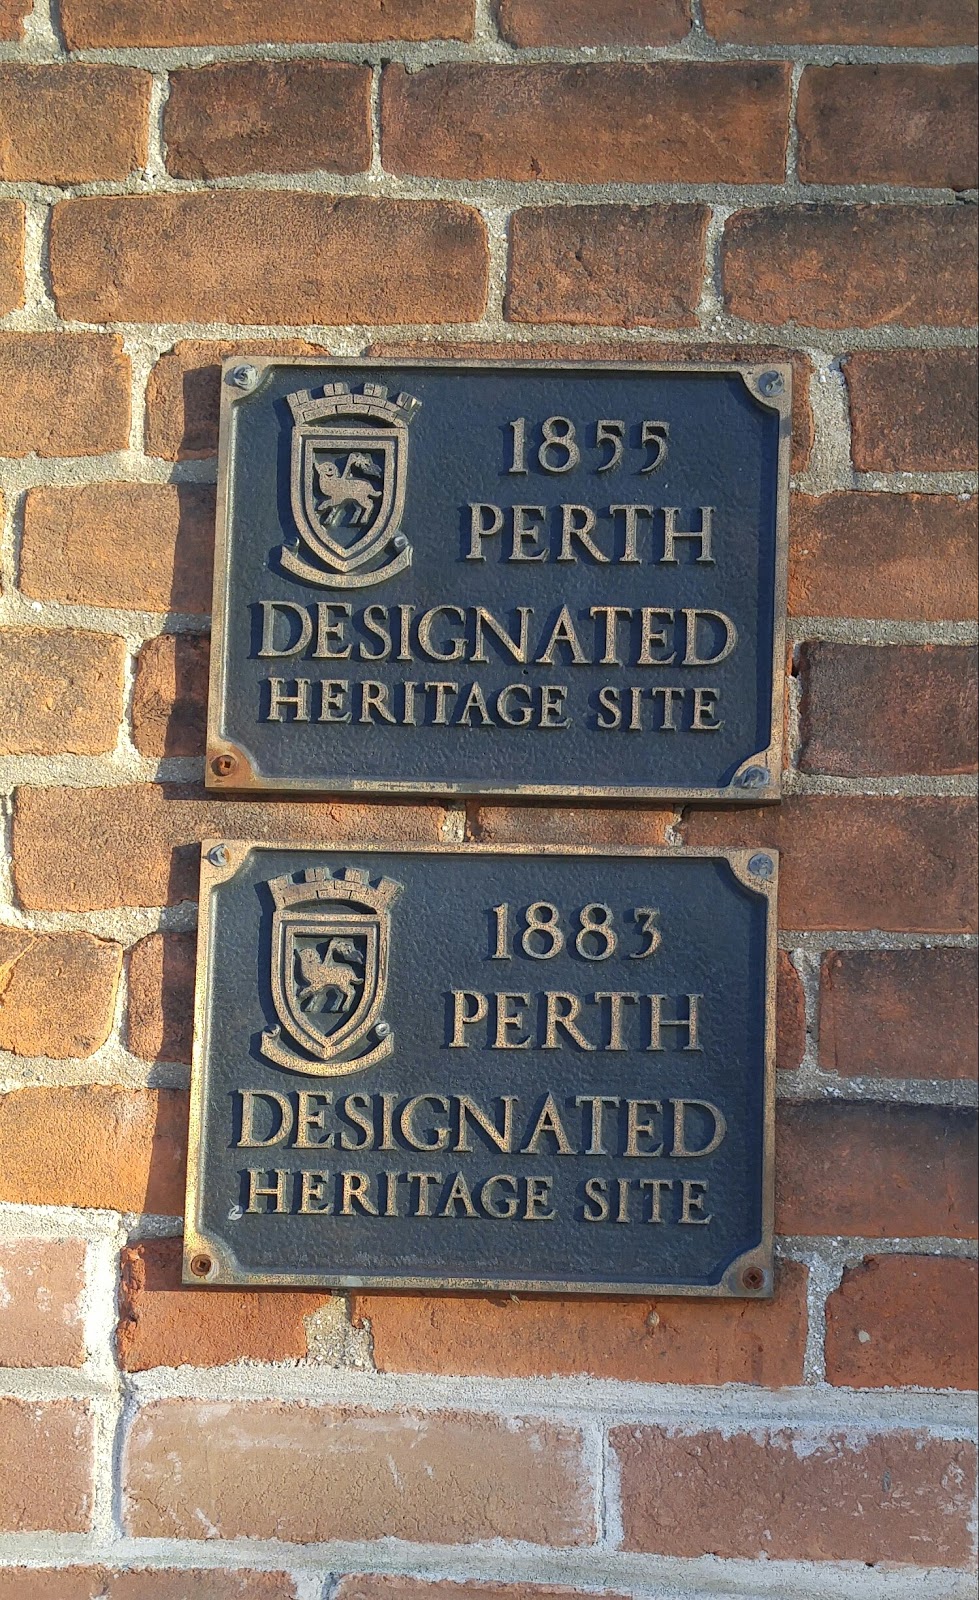 1855
PERTH
DESIGNATED
HERITAGE SITE
1883
PERTH
DESIGNATED
HERITAGE SITE